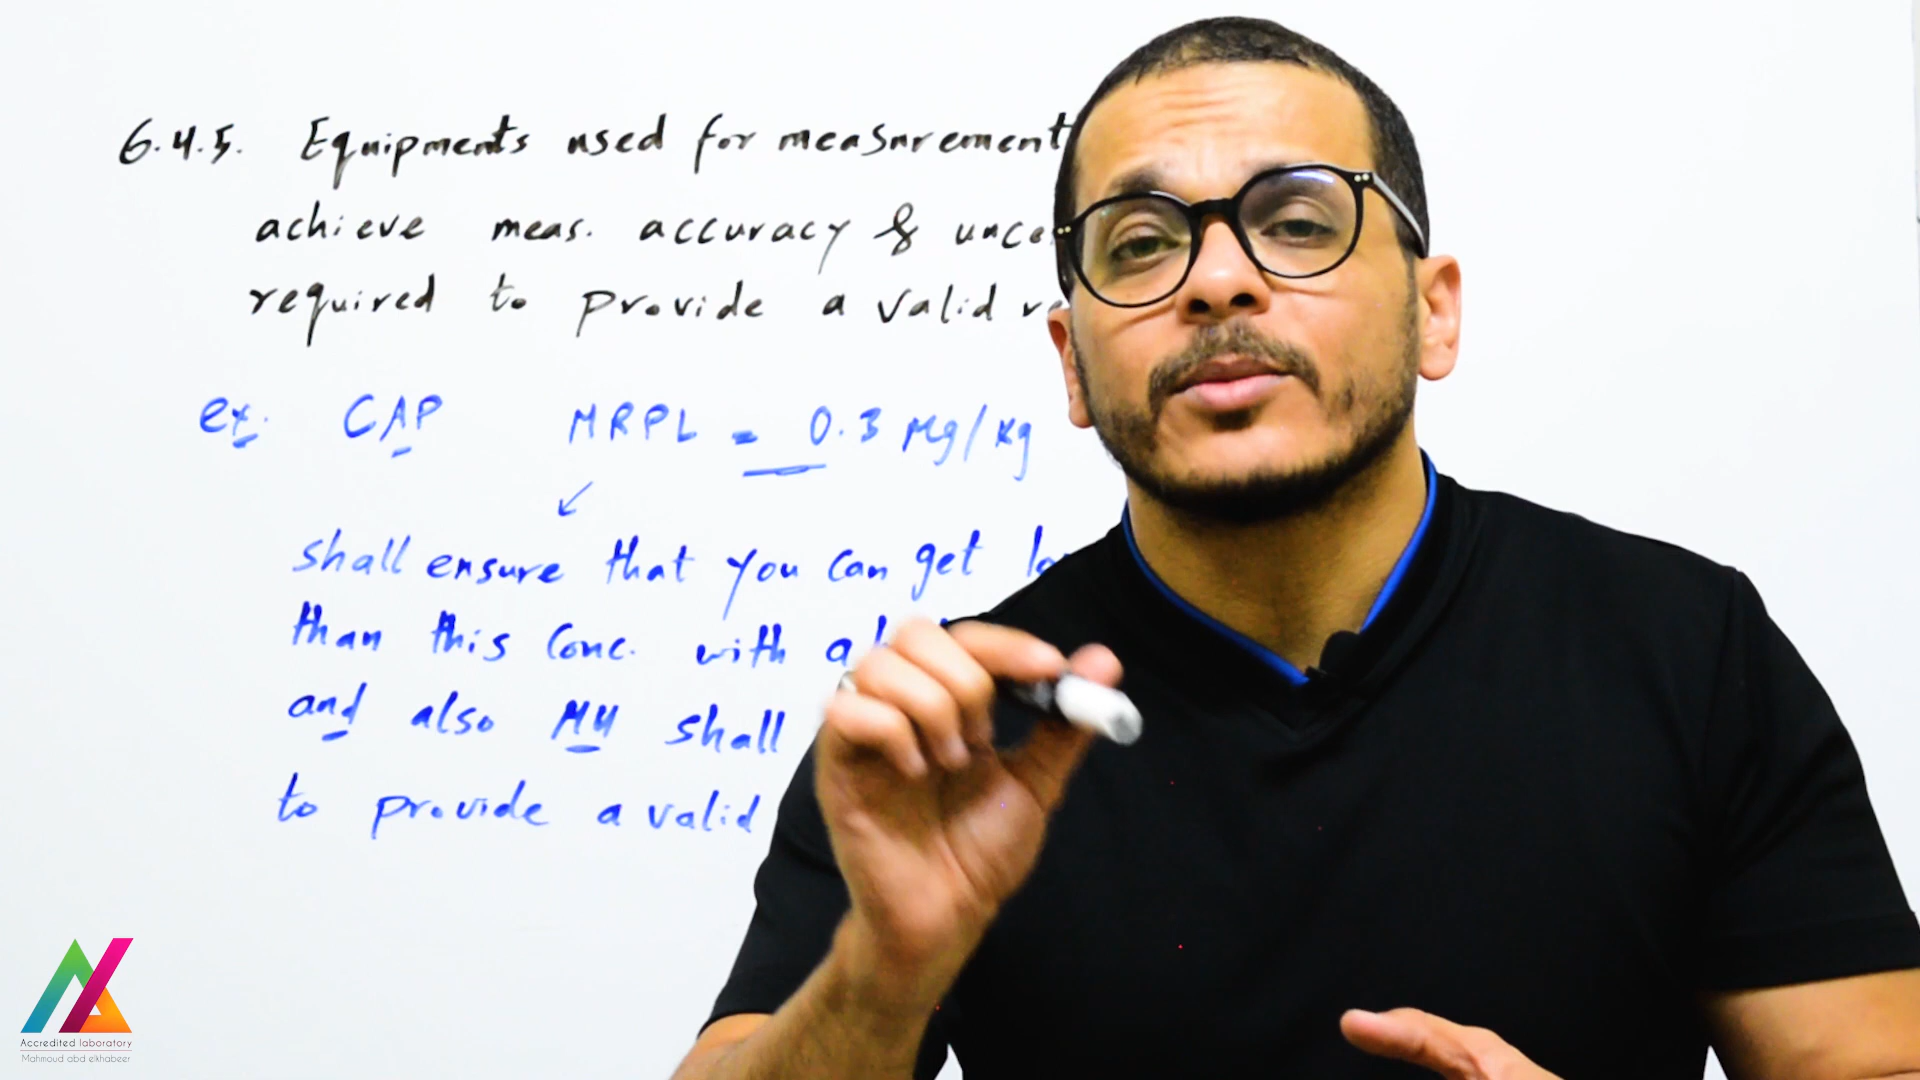 6.4.5. Equipments used for measurement
achieve meas. accuracy & unce
required to provide a valid re
ex. CAP MRPL = 0.3 Mg/Kg
shall ensure that you can get lo
than this Conc. with a
and also MU shall
to provide a valid
Accredited laboratory
Mahmoud abd elkhabeer